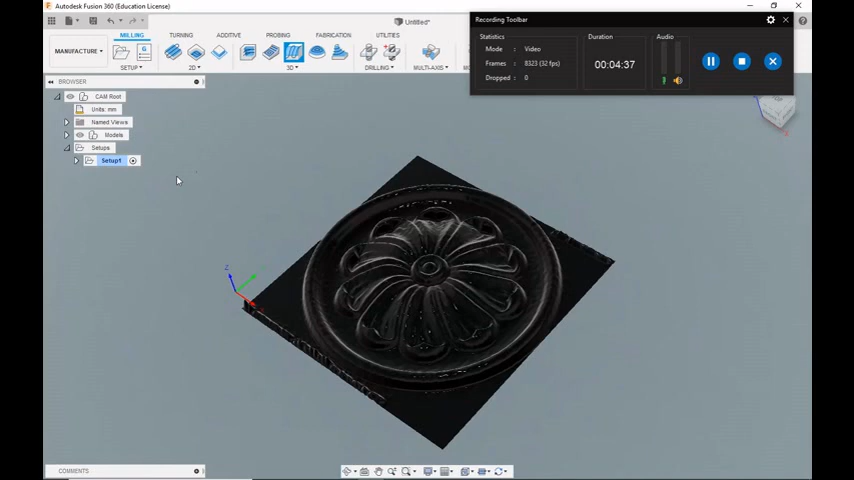 Autodesk Fusion 360 (Education License)
Untitled*
Recording Toolbar
Statistics
Mode : Video
Frames : 8323 (32 fps)
Dropped : 0
Duration
00:04:37
Audio
MILLING
TURNING
ADDITIVE
PROBING
FABRICATION
UTILITIES
MANUFACTURE
G
SETUP
2D
3D
DRILLING
MULTI-AXIS
BROWSER
CAM Root
Units: mm
Named Views
Models
Setups
Setup1
Z
COMMENTS